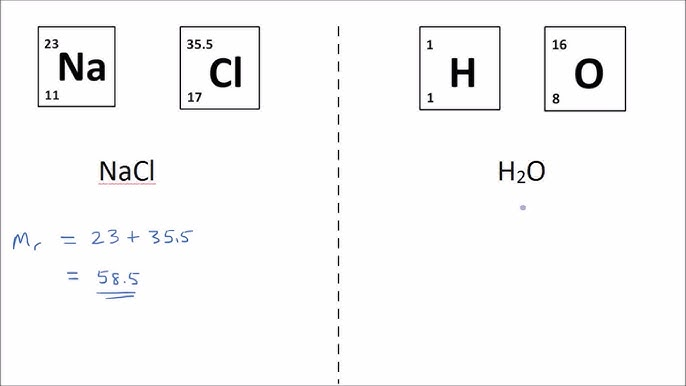 23
Na
11
35.5
Cl
17
NaCl
Mr = 23 + 35.5
= 58.5
1
H
1
16
O
8
H₂O